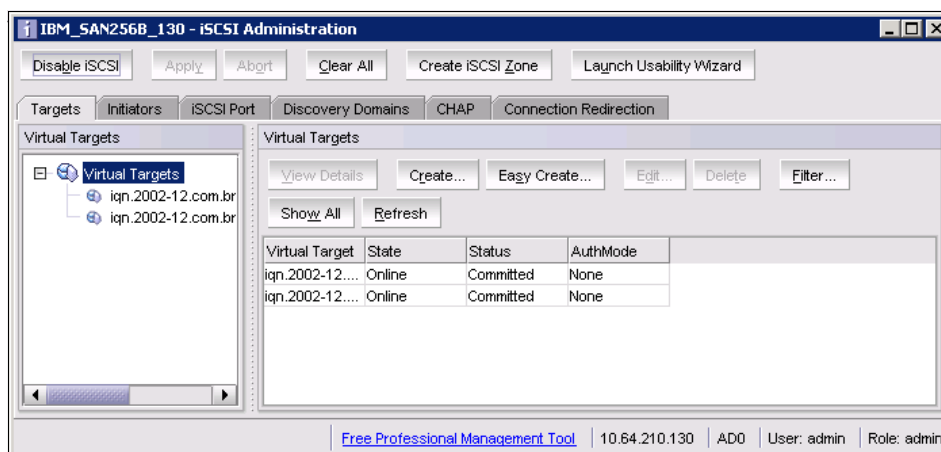 IBM_SAN256B_130 - iSCSI Administration
Disable iSCSI Apply Abort Clear All Create iSCSI Zone Launch Usability Wizard
Targets Initiators iSCSI Port Discovery Domains CHAP Connection Redirection
Virtual Targets
Virtual Targets
iqn.2002-12.com.br
iqn.2002-12.com.br
Virtual Targets
View Details Create... Easy Create... Edit... Delete Filter...
Show All Refresh
Virtual Target State Status AuthMode
iqn.2002-12.... Online Committed None
iqn.2002-12.... Online Committed None
Free Professional Management Tool 10.64.210.130 AD0 User: admin Role: admin